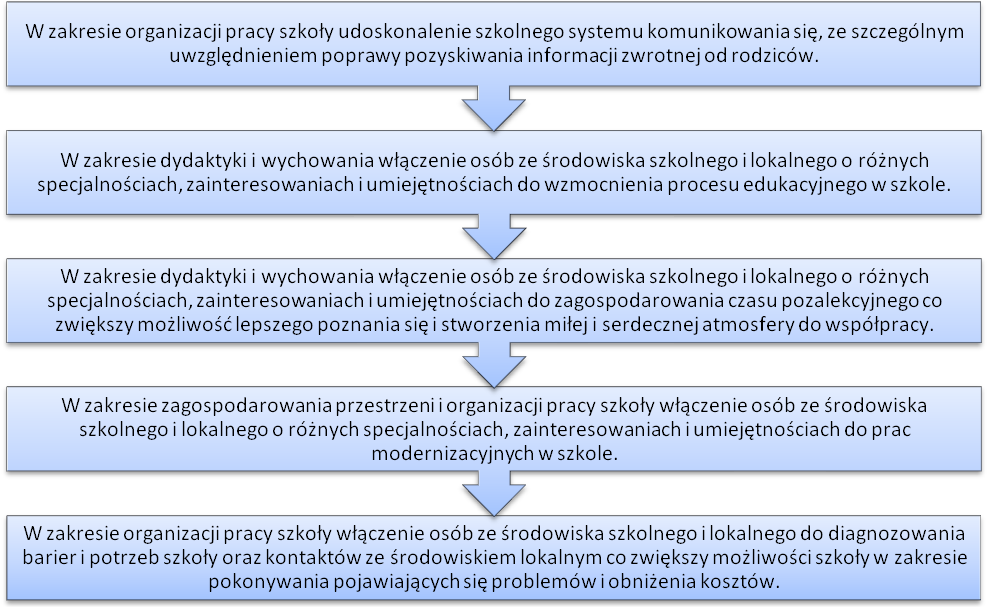 W zakresie organizacji pracy szkoły udoskonalenie szkolnego systemu komunikowania się, ze szczególnym
uwzględnieniem poprawy pozyskiwania informacji zwrotnej od rodziców.
W zakresie dydaktyki i wychowania włączenie osób ze środowiska szkolnego i lokalnego o różnych
specjalnościach, zainteresowaniach i umiejętnościach do wzmocnienia procesu edukacyjnego w szkole.
W zakresie dydaktyki i wychowania włączenie osób ze środowiska szkolnego i lokalnego o różnych
specjalnościach, zainteresowaniach i umiejętnościach do zagospodarowania czasu pozalekcyjnego co
zwiększy możliwość lepszego poznania się i stworzenia miłej i serdecznej atmosfery do współpracy.
W zakresie zagospodarowania przestrzeni i organizacji pracy szkoły włączenie osób ze środowiska
szkolnego i lokalnego o różnych specjalnościach, zainteresowaniach i umiejętnościach do prac
modernizacyjnych w szkole.
W zakresie organizacji pracy szkoły włączenie osób ze środowiska szkolnego i lokalnego do diagnozowania
barier i potrzeb szkoły oraz kontaktów ze środowiskiem lokalnym co zwiększy możliwości szkoły w zakresie
pokonywania pojawiających się problemów i obniżenia kosztów.